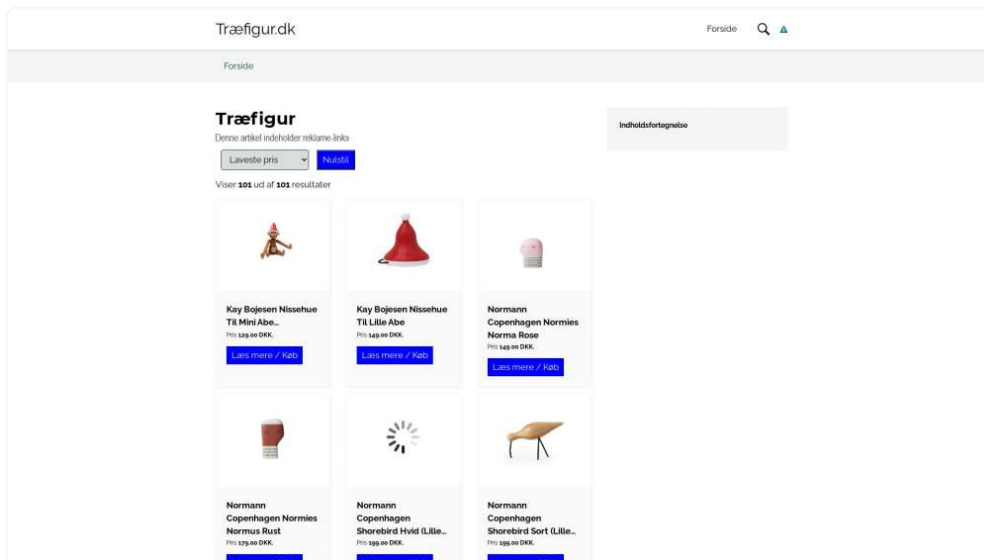 Træfigur.dk
Forside
Forside
Træfigur
Denne artikel indeholder reklame-links
Laveste pris
Nulstil
Viser 101 ud af 101 resultater
Indholdsfortegnelse
Kay Bojesen Nissehue
Til Mini Abe...
Pris 129.00 DKK.
Læs mere / Køb
Kay Bojesen Nissehue
Til Lille Abe
Pris 149.00 DKK.
Læs mere / Køb
Normann
Copenhagen Normies
Norma Rose
Pris 149.00 DKK.
Læs mere / Køb
Normann
Copenhagen Normies
Normus Rust
Pris 179.00 DKK.
Normann
Copenhagen
Shorebird Hvid (Lille...
Pris 199.00 DKK.
Normann
Copenhagen
Shorebird Sort (Lille...
Pris 199.00 DKK.